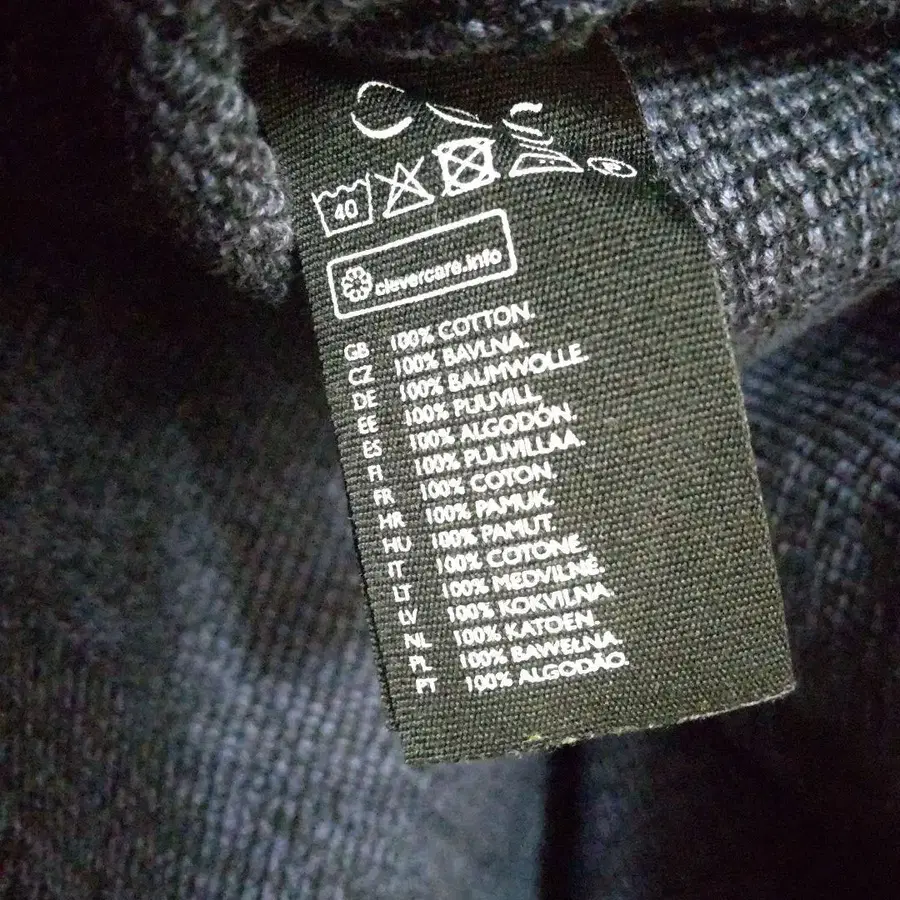 40
clevercare.info
GB 100% COTTON.
CZ 100% BAVLNA.
DE 100% BAUMWOLLE.
EE 100% PUUVILL.
ES 100% ALGODÓN.
FI 100% PUUVILLAA.
FR 100% COTON
HR 100% PAMUK.
HU 100% PAMUT.
IT 100% COTONE.
LT 100% MEDVILNĖ.
LV 100% KOKVILNA.
NL 100% KATOEN.
PL 100% BAWEŁNA.
PT 100% ALGODÃO.